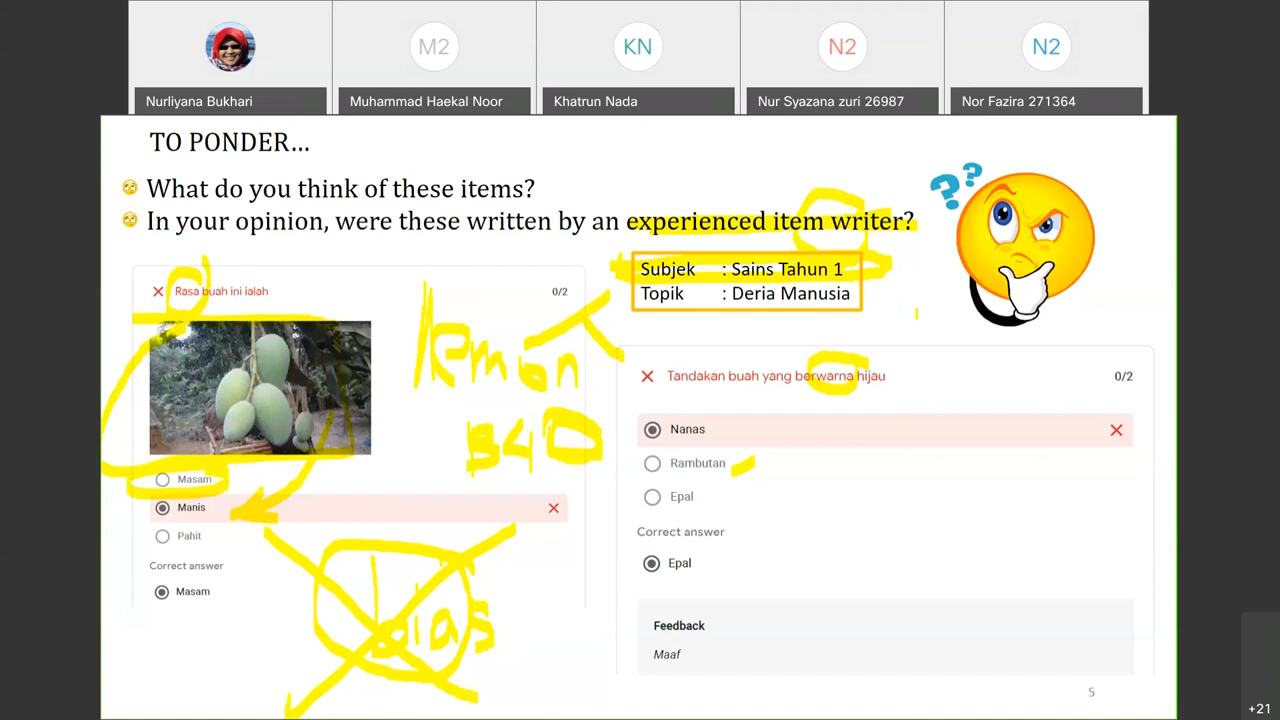 M2
KN
N2
N2
Nurliyana Bukhari
Muhammad Haekal Noor
Khatrun Nada
Nur Syazana zuri 26987
Nor Fazira 271364
TO PONDER...
What do you think of these items?
In your opinion, were these written by an experienced item writer?
Subjek : Sains Tahun 1
Topik : Deria Manusia
Rasa buah ini ialah 0/2
Masam
Manis
Pahit
Correct answer
Masam
lemon
Tandakan buah yang berwarna hijau 0/2
Nanas
Rambutan
Epal
Correct answer
Epal
Feedback
Maaf
5
+21